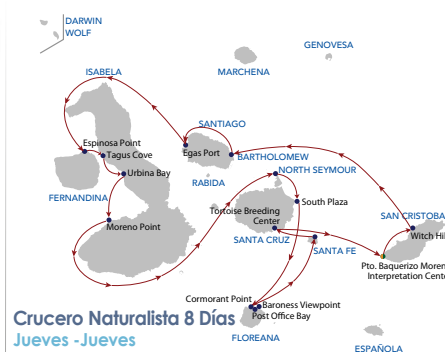 DARWIN
WOLF
GENOVESA
ISABELA
MARCHENA
SANTIAGO
Espinosa Point
Tagus Cove
Egas Port
BARTHOLOMEW
Urbina Bay
RABIDA
NORTH SEYMOUR
FERNANDINA
South Plaza
Tortoise Breeding
Center
SAN CRISTOBA
Moreno Point
Witch Hi
SANTA CRUZ
SANTA FE
Pto. Baquerizo Moren
Interpretation Cente
Cormorant Point
Baroness Viewpoint
Post Office Bay
FLOREANA
ESPAÑOLA
Crucero Naturalista 8 Días
Jueves -Jueves